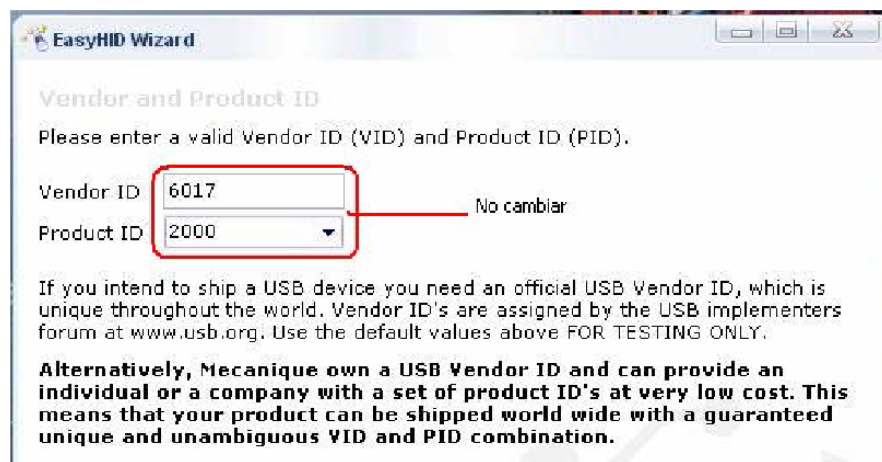 EasyHID Wizard
Vendor and Product ID
Please enter a valid Vendor ID (VID) and Product ID (PID).
Vendor ID 6017
No cambiar
Product ID 2000
If you intend to ship a USB device you need an official USB Vendor ID, which is
unique throughout the world. Vendor ID's are assigned by the USB implementers
forum at www.usb.org. Use the default values above FOR TESTING ONLY.
Alternatively, Mecanique own a USB Vendor ID and can provide an
individual or a company with a set of product ID's at very low cost. This
means that your product can be shipped world wide with a guaranteed
unique and unambiguous VID and PID combination.